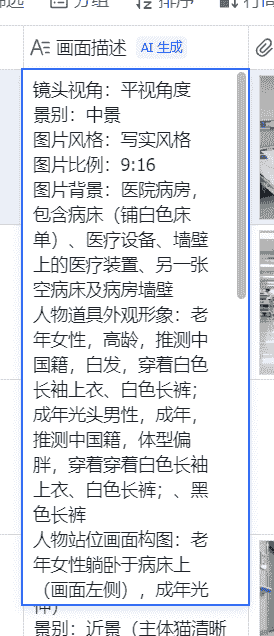 分组
排序
画面描述 AI 生成
镜头视角：平视角度
景别：中景
图片风格：写实风格
图片比例：9:16
图片背景：医院病房，
包含病床（铺白色床
单）、医疗设备、墙壁
上的医疗装置、另一张
空病床及病房墙壁
人物道具外观形象：老
年女性，高龄，推测中
国籍，白发，穿着白色
长袖上衣、白色长裤；
成年光头男性，成年，
推测中国籍，体型偏
胖，穿着穿着白色长袖
上衣、白色长裤；、黑
色长裤
人物站位画面构图：老
年女性躺卧于病床上
（画面左侧），成年光
景别：近景（主体猫清晰